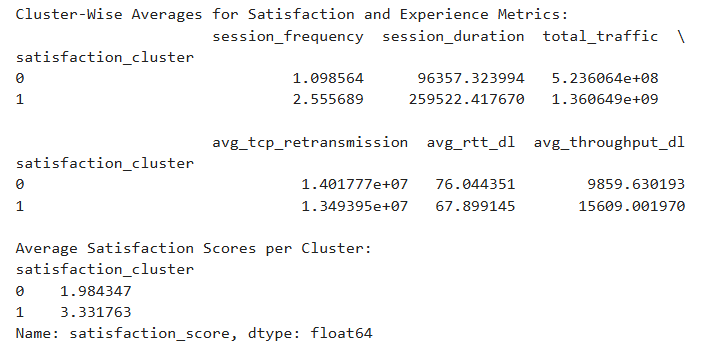 Cluster-Wise Averages for Satisfaction and Experience Metrics:
session_frequency session_duration total_traffic \
satisfaction_cluster
0 1.098564 96357.323994 5.236064e+08
1 2.555689 259522.417670 1.360649e+09
avg_tcp_retransmission avg_rtt_dl avg_throughput_dl
satisfaction_cluster
0 1.401777e+07 76.044351 9859.630193
1 1.349395e+07 67.899145 15609.001970
Average Satisfaction Scores per Cluster:
satisfaction_cluster
0 1.984347
1 3.331763
Name: satisfaction_score, dtype: float64